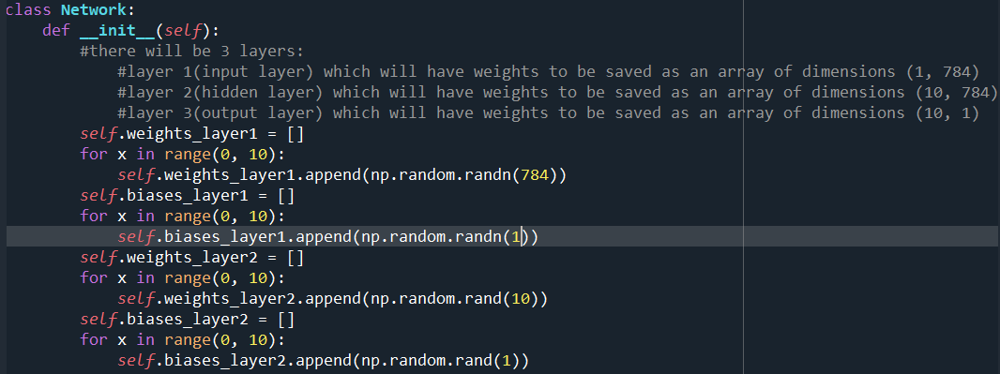 class Network:
    def __init__(self):
        #there will be 3 layers:
            #layer 1(input layer) which will have weights to be saved as an array of dimensions (1, 784)
            #layer 2(hidden layer) which will have weights to be saved as an array of dimensions (10, 784)
            #layer 3(output layer) which will have weights to be saved as an array of dimensions (10, 1)
        self.weights_layer1 = []
        for x in range(0, 10):
            self.weights_layer1.append(np.random.randn(784))
        self.biases_layer1 = []
        for x in range(0, 10):
            self.biases_layer1.append(np.random.randn(1))
        self.weights_layer2 = []
        for x in range(0, 10):
            self.weights_layer2.append(np.random.rand(10))
        self.biases_layer2 = []
        for x in range(0, 10):
            self.biases_layer2.append(np.random.rand(1))